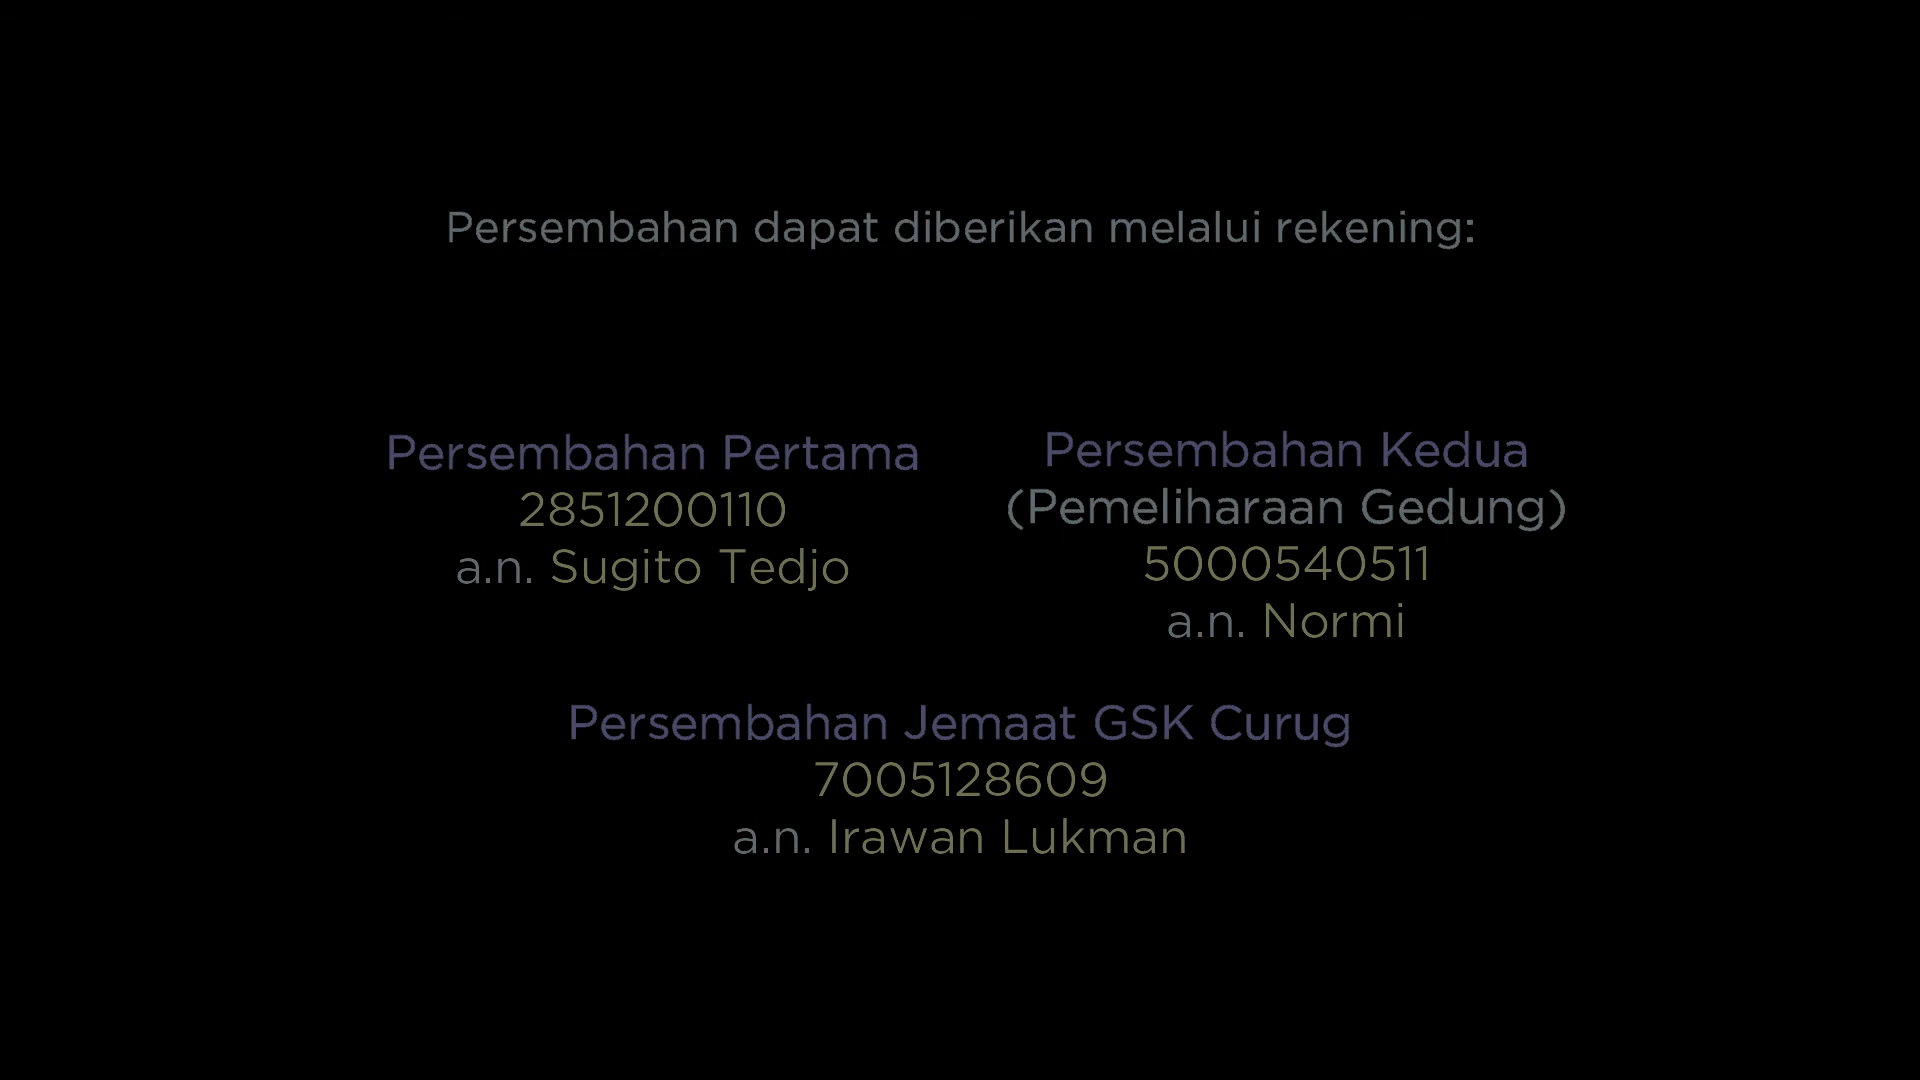 Persembahan dapat diberikan melalui rekening:
Persembahan Pertama
2851200110
a.n. Sugito Tedjo
Persembahan Kedua
(Pemeliharaan Gedung)
5000540511
a.n. Normi
Persembahan Jemaat GSK Curug
7005128609
a.n. Irawan Lukman